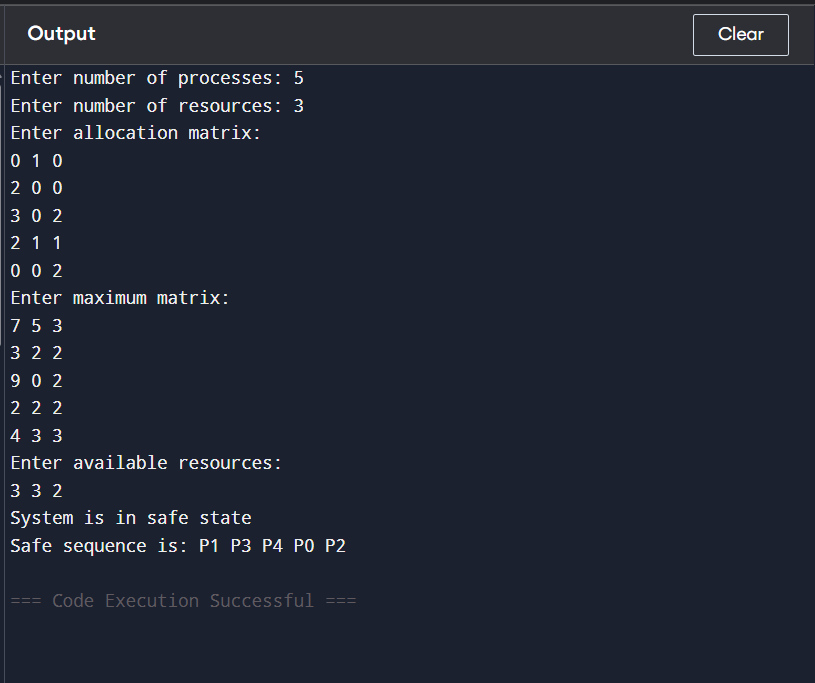 Output
Clear
Enter number of processes: 5
Enter number of resources: 3
Enter allocation matrix:
0 1 0
2 0 0
3 0 2
2 1 1
0 0 2
Enter maximum matrix:
7 5 3
3 2 2
9 0 2
2 2 2
4 3 3
Enter available resources:
3 3 2
System is in safe state
Safe sequence is: P1 P3 P4 P0 P2
=== Code Execution Successful ===